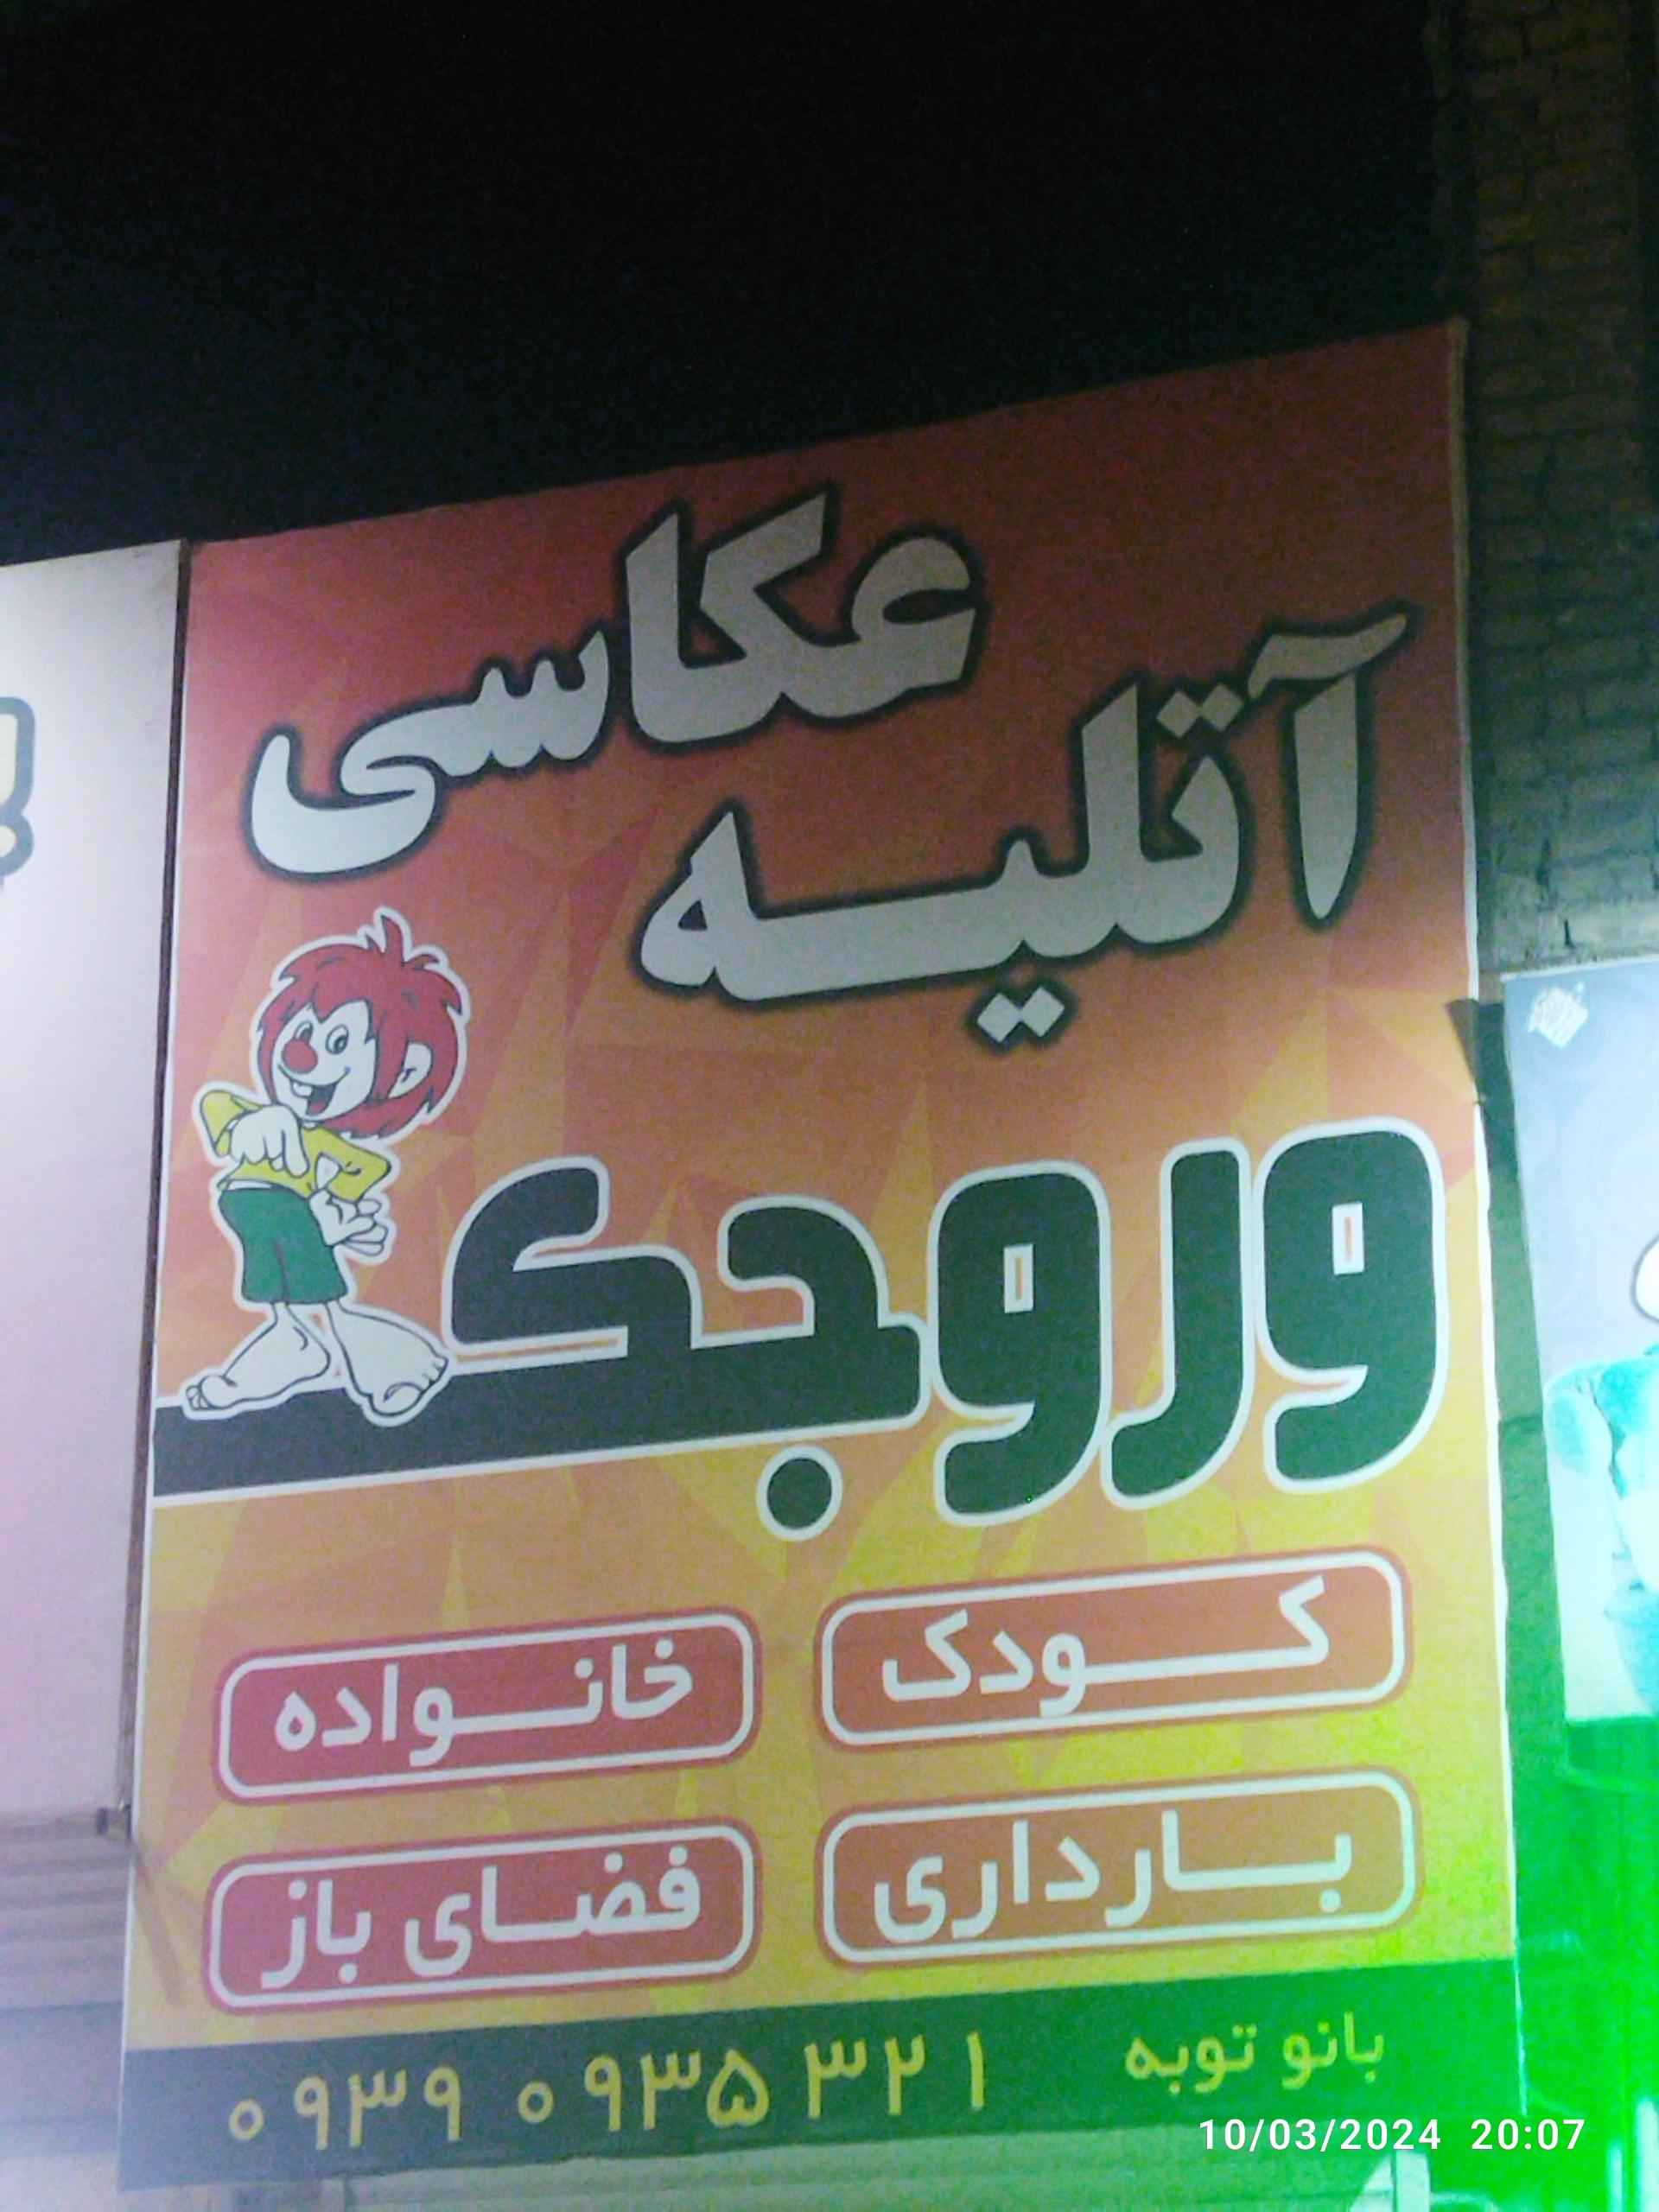 آتلیه عکاسی
وروجک
کودک خانواده
بارداری فضای باز
بانو توبه ۰۹۳۹ ۰۹۳۵ ۳۲۱
10/03/2024 20:07